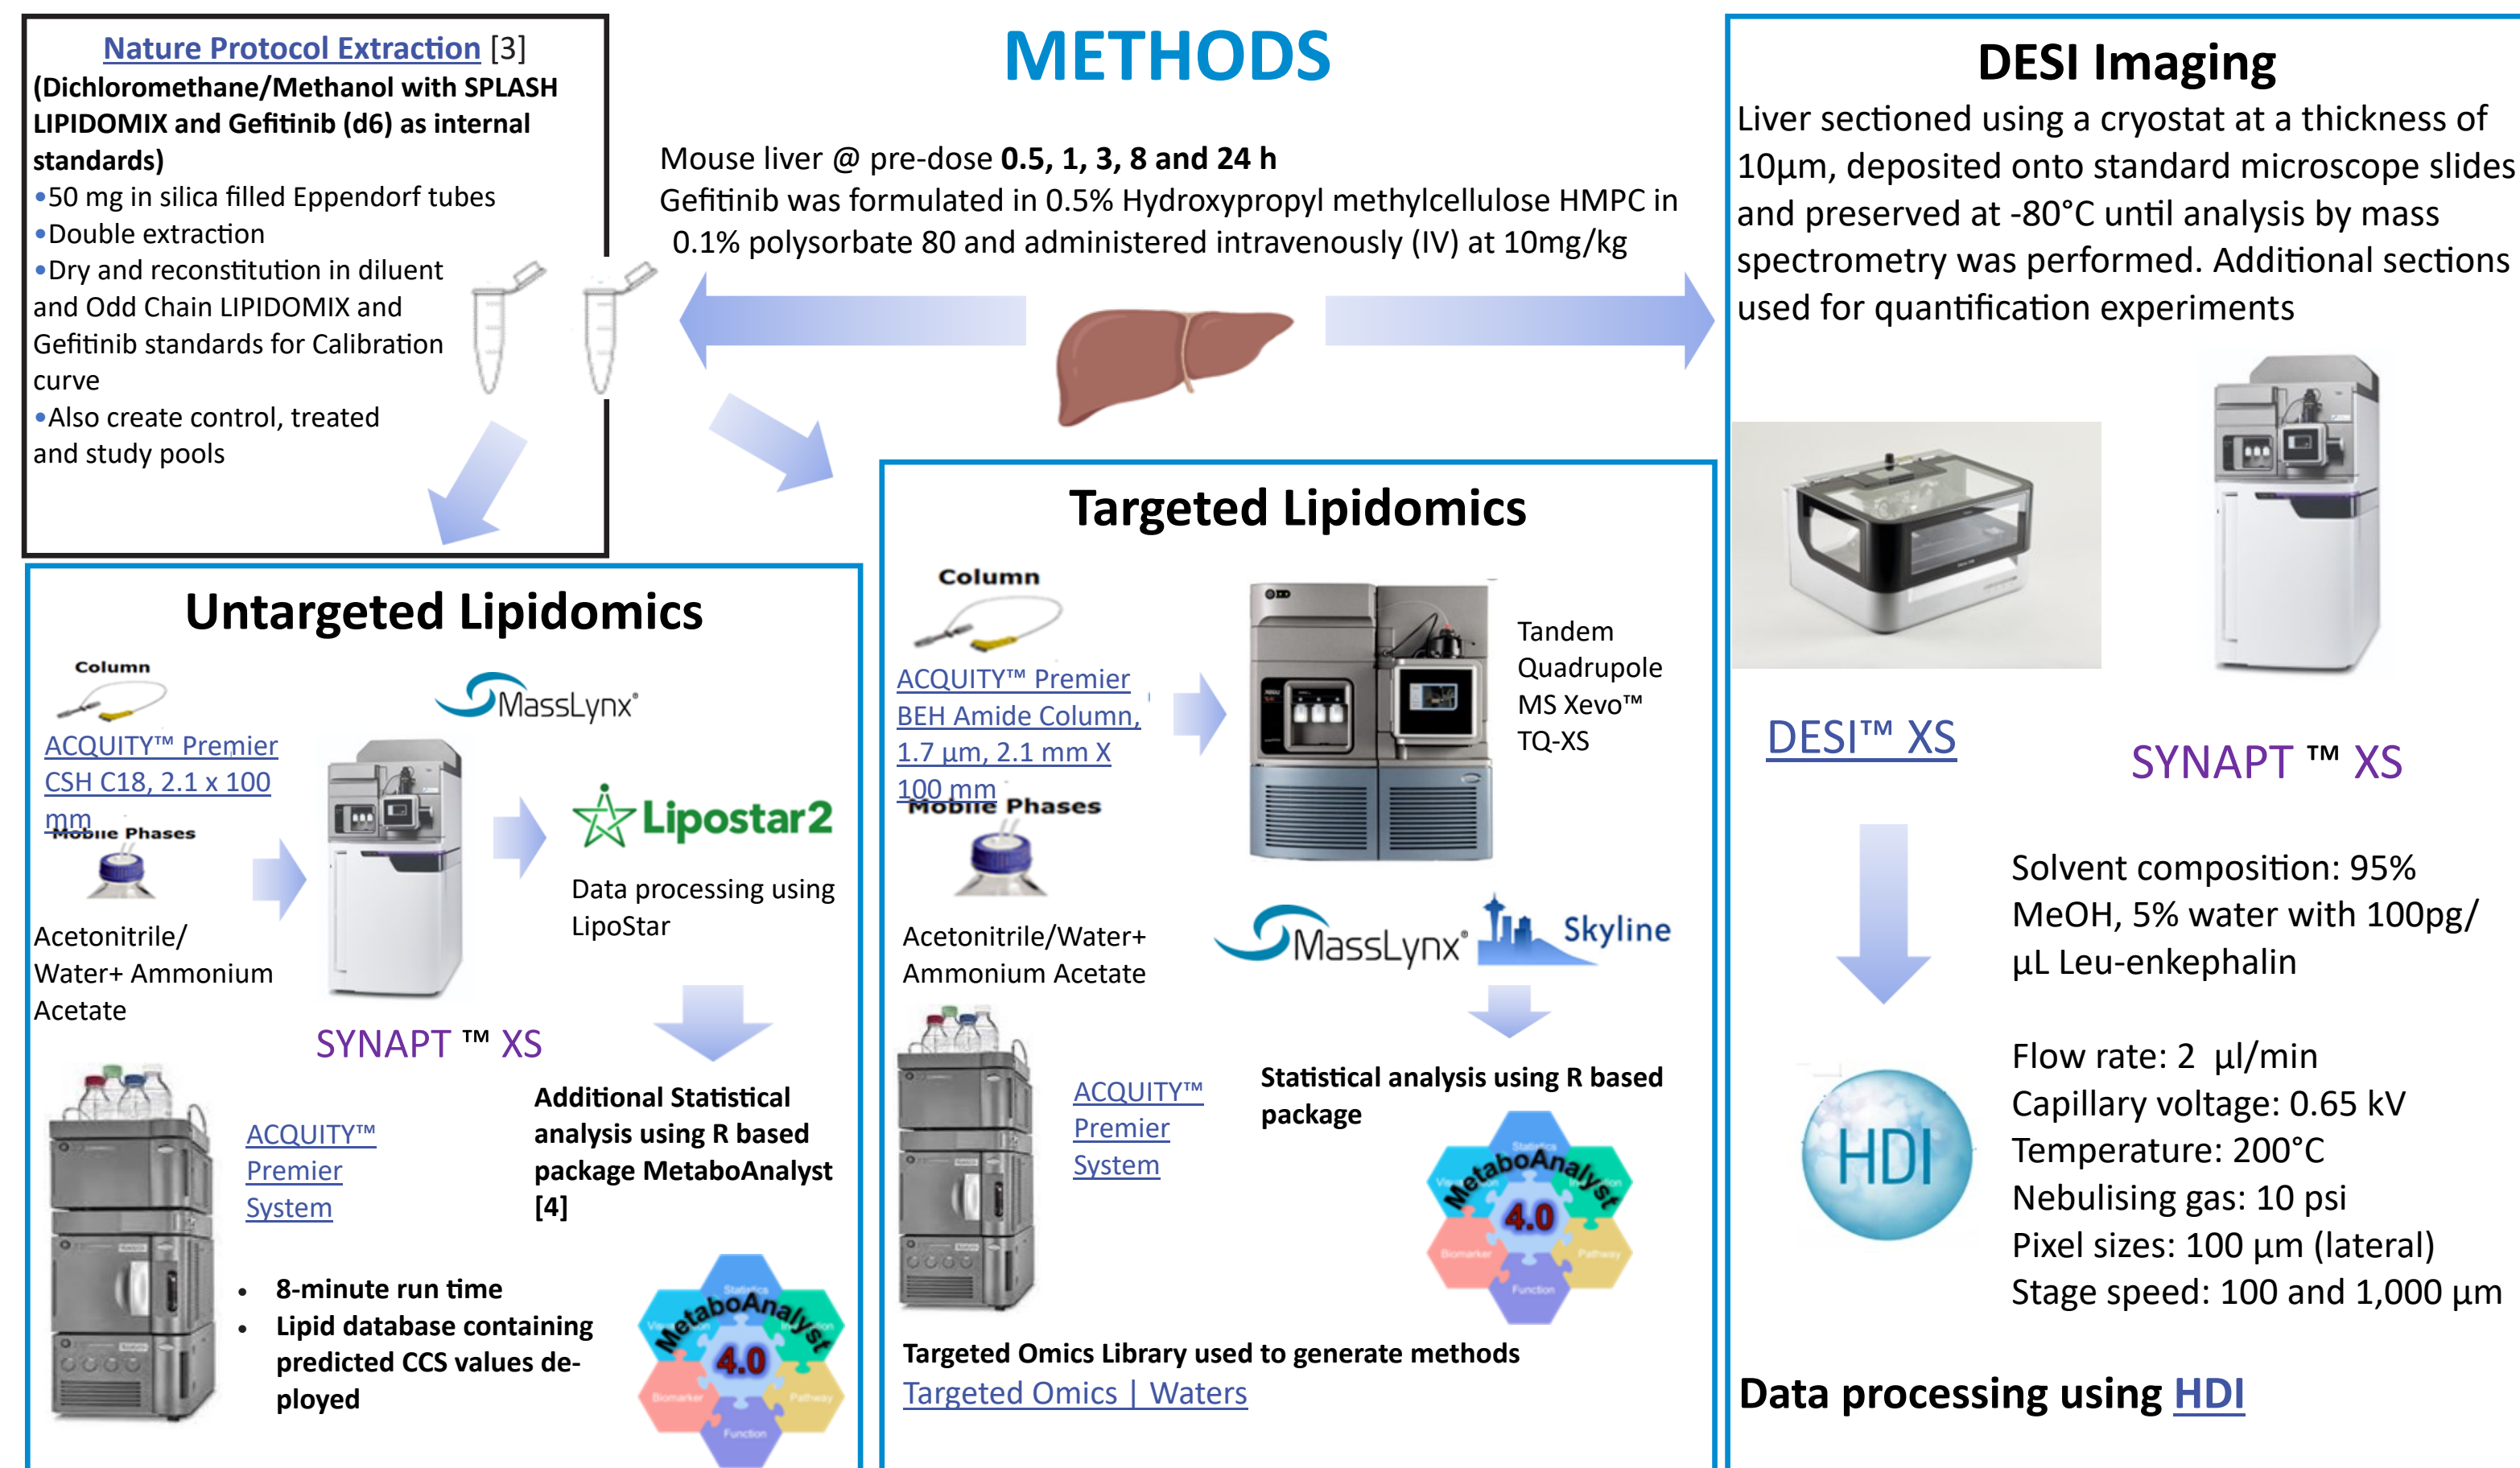 METHODS
Nature Protocol Extraction [3]
(Dichloromethane/Methanol with SPLASH
LIPIDOMIX and Gefitinib (d6) as internal
standards)
•50 mg in silica filled Eppendorf tubes
•Double extraction
•Dry and reconstitution in diluent
and Odd Chain LIPIDOMIX and
Gefitinib standards for Calibration
curve
•Also create control, treated
and study pools
Mouse liver @ pre-dose 0.5, 1, 3, 8 and 24 h
Gefitinib was formulated in 0.5% Hydroxypropyl methylcellulose HMPC in
0.1% polysorbate 80 and administered intravenously (IV) at 10mg/kg
Untargeted Lipidomics
Column
ACQUITY™ Premier
CSH C18, 2.1 x 100
mm
Mobile Phases
Acetonitrile/
Water+ Ammonium
Acetate
MassLynx®
SYNAPT ™ XS
Lipostar2
Data processing using
LipoStar
ACQUITY™
Premier
System
Additional Statistical
analysis using R based
package MetaboAnalyst
[4]
• 8-minute run time
• Lipid database containing
predicted CCS values de-
ployed
Statistics
MetaboAnalyst
4.0
Biomarker
Pathway
Function
Targeted Lipidomics
Column
ACQUITY™ Premier
BEH Amide Column,
1.7 µm, 2.1 mm X
100 mm
Mobile Phases
Acetonitrile/Water+
Ammonium Acetate
Tandem
Quadrupole
MS Xevo™
TQ-XS
MassLynx®
Skyline
ACQUITY™
Premier
System
Statistical analysis using R based
package
Statistics
MetaboAnalyst
4.0
Biomarker
Pathway
Function
Targeted Omics Library used to generate methods
Targeted Omics | Waters
DESI Imaging
Liver sectioned using a cryostat at a thickness of
10µm, deposited onto standard microscope slides
and preserved at -80°C until analysis by mass
spectrometry was performed. Additional sections
used for quantification experiments
DESI™ XS
SYNAPT ™ XS
Solvent composition: 95%
MeOH, 5% water with 100pg/
µL Leu-enkephalin
HDI
Flow rate: 2 µl/min
Capillary voltage: 0.65 kV
Temperature: 200°C
Nebulising gas: 10 psi
Pixel sizes: 100 µm (lateral)
Stage speed: 100 and 1,000 µm
Data processing using HDI